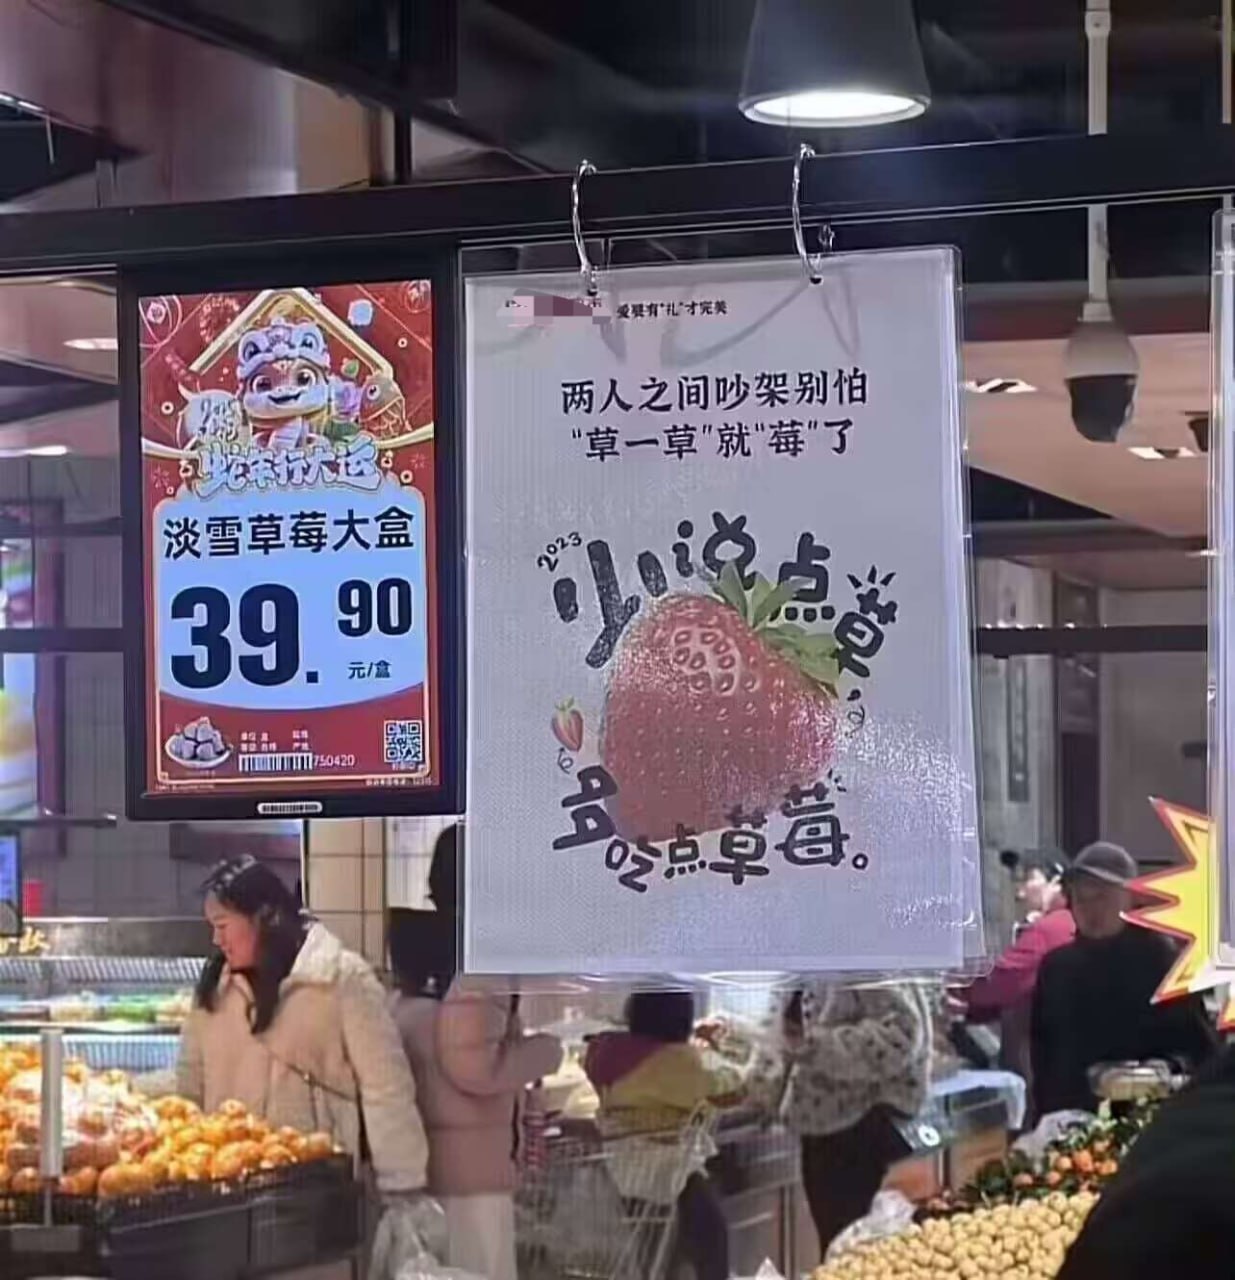 蛇年行大运
淡雪草莓大盒
39.90
元/盒
750420
爱要有"礼"才完美
两人之间吵架别怕
"草一草"就"莓"了
2023
小说点草,
多吃点草莓。